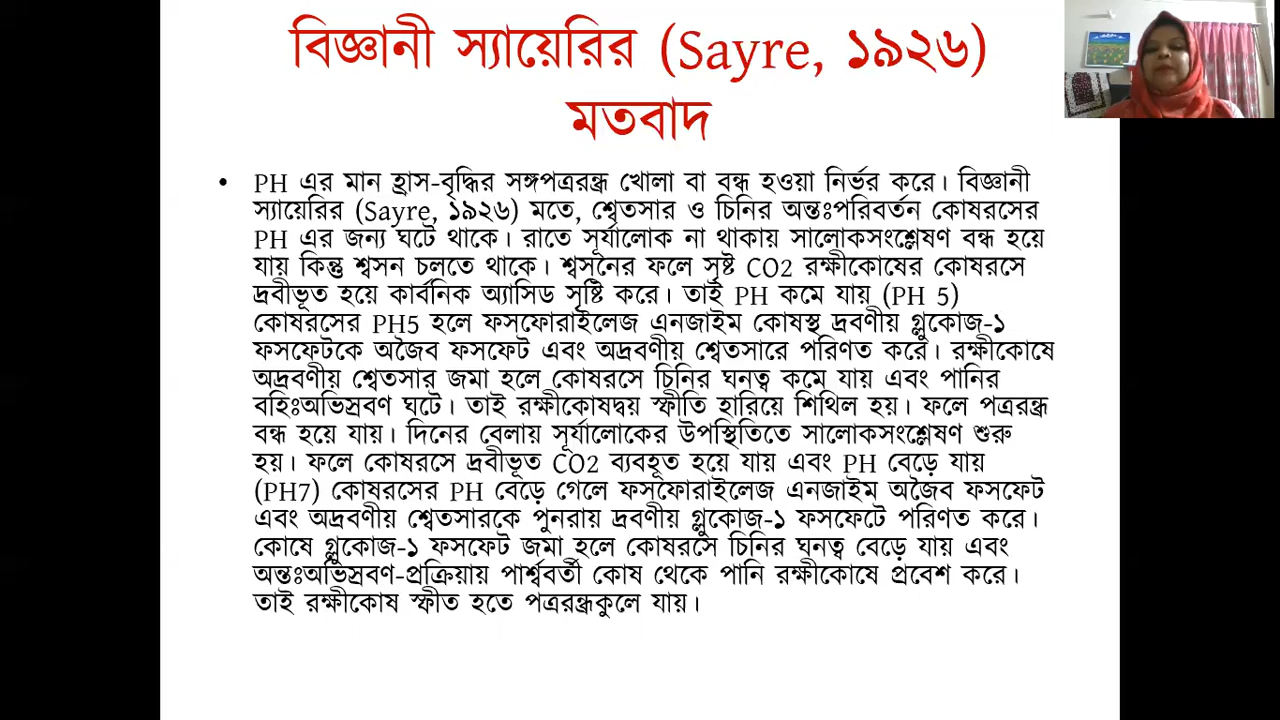 বিজ্ঞানী স্যায়েরির (Sayre, ১৯২৬)
মতবাদ
• PH এর মান হ্রাস-বৃদ্ধির সঙ্গপত্ররন্ধ্র খোলা বা বন্ধ হওয়া নির্ভর করে। বিজ্ঞানী
স্যায়েরির (Sayre, ১৯২৬) মতে, শ্বেতসার ও চিনির অন্তঃপরিবর্তন কোষরসের
PH এর জন্য ঘটে থাকে। রাতে সূর্যালোক না থাকায় সালোকসংশ্লেষণ বন্ধ হয়ে
যায় কিন্তু শ্বসন চলতে থাকে। শ্বসনের ফলে সৃষ্ট CO2 রক্ষীকোষের কোষরসে
দ্রবীভূত হয়ে কার্বনিক অ্যাসিড সৃষ্টি করে। তাই PH কমে যায় (PH 5)
কোষরসের PH5 হলে ফসফোরাইলেজ এনজাইম কোষস্থ দ্রবণীয় গ্লুকোজ-১
ফসফেটকে অজৈব ফসফেট এবং অদ্রবণীয় শ্বেতসারে পরিণত করে। রক্ষীকোষে
অদ্রবণীয় শ্বেতসার জমা হলে কোষরসে চিনির ঘনত্ব কমে যায় এবং পানির
বহিঃঅভিস্রবণ ঘটে। তাই রক্ষীকোষদ্বয় স্ফীতি হারিয়ে শিথিল হয়। ফলে পত্ররন্ধ্র
বন্ধ হয়ে যায়। দিনের বেলায় সূর্যালোকের উপস্থিতিতে সালোকসংশ্লেষণ শুরু
হয়। ফলে কোষরসে দ্রবীভূত CO2 ব্যবহূত হয়ে যায় এবং PH বেড়ে যায়
(PH7) কোষরসের PH বেড়ে গেলে ফসফোরাইলেজ এনজাইম অজৈব ফসফেট
এবং অদ্রবণীয় শ্বেতসারকে পুনরায় দ্রবণীয় গ্লুকোজ-১ ফসফেটে পরিণত করে।
কোষে গ্লুকোজ-১ ফসফেট জমা হলে কোষরসে চিনির ঘনত্ব বেড়ে যায় এবং
অন্তঃঅভিস্রবণ-প্রক্রিয়ায় পার্শ্ববর্তী কোষ থেকে পানি রক্ষীকোষে প্রবেশ করে।
তাই রক্ষীকোষ স্ফীত হতে পত্ররন্ধ্রকুলে যায়।